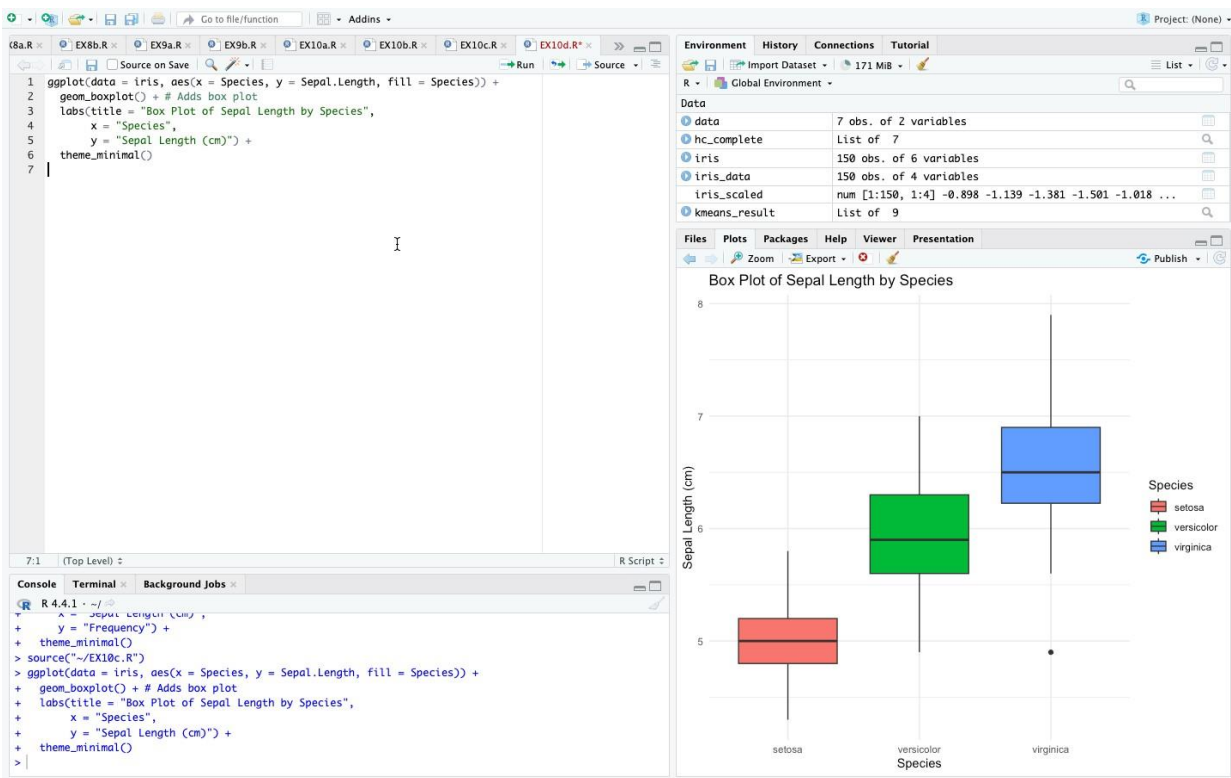 Go to file/function
Addins
Project: (None)
(8a.R
EX8b.R
EX9a.R
EX9b.R
EX10a.R
EX10b.R
EX10c.R
EX10d.R*
Source on Save
Run
Source
1 ggplot(data = iris, aes(x = Species, y = Sepal.Length, fill = Species)) +
2 geom_boxplot() + # Adds box plot
3 labs(title = "Box Plot of Sepal Length by Species",
4 x = "Species",
5 y = "Sepal Length (cm)") +
6 theme_minimal()
7
7:1 (Top Level) R Script
Console Terminal Background Jobs
R 4.4.1 · ~/
+ x = "Sepal Length (cm)",
+ y = "Frequency") +
+ theme_minimal()
> source("~/EX10c.R")
> ggplot(data = iris, aes(x = Species, y = Sepal.Length, fill = Species)) +
+ geom_boxplot() + # Adds box plot
+ labs(title = "Box Plot of Sepal Length by Species",
+ x = "Species",
+ y = "Sepal Length (cm)") +
+ theme_minimal()
>
Environment History Connections Tutorial
Import Dataset 171 MiB List
R Global Environment
Data
data 7 obs. of 2 variables
hc_complete List of 7
iris 150 obs. of 6 variables
iris_data 150 obs. of 4 variables
iris_scaled num [1:150, 1:4] -0.898 -1.139 -1.381 -1.501 -1.018 ...
kmeans_result List of 9
Files Plots Packages Help Viewer Presentation
Zoom Export Publish
Box Plot of Sepal Length by Species
8
7
6
5
Sepal Length (cm)
setosa versicolor virginica
Species
Species
setosa
versicolor
virginica